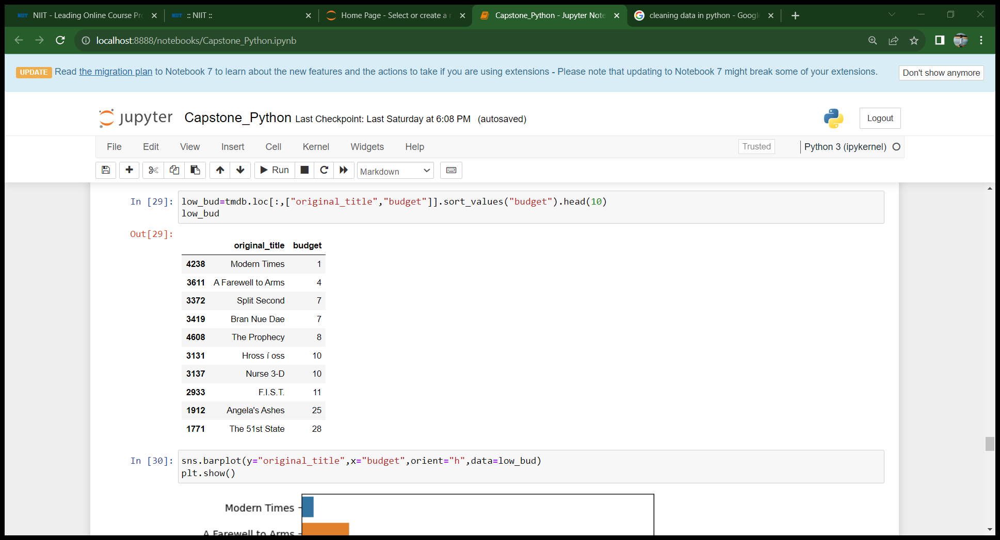 NIIT NIIT - Leading Online Course Pr
NIIT :: NIIT ::
Home Page - Select or create a
Capstone_Python - Jupyter Note
cleaning data in python - Googl
localhost:8888/notebooks/Capstone_Python.ipynb
UPDATE Read the migration plan to Notebook 7 to learn about the new features and the actions to take if you are using extensions - Please note that updating to Notebook 7 might break some of your extensions.
Don't show anymore
jupyter Capstone_Python Last Checkpoint: Last Saturday at 6:08 PM (autosaved)
Logout
File Edit View Insert Cell Kernel Widgets Help
Trusted
Python 3 (ipykernel)
Run
Markdown
In [29]: low_bud=tmdb.loc[:,["original_title","budget"]].sort_values("budget").head(10)
low_bud
Out[29]:
original_title budget
4238 Modern Times 1
3611 A Farewell to Arms 4
3372 Split Second 7
3419 Bran Nue Dae 7
4608 The Prophecy 8
3131 Hross í oss 10
3137 Nurse 3-D 10
2933 F.I.S.T. 11
1912 Angela's Ashes 25
1771 The 51st State 28
In [30]: sns.barplot(y="original_title",x="budget",orient="h",data=low_bud)
plt.show()
Modern Times
A Farewell to Arms